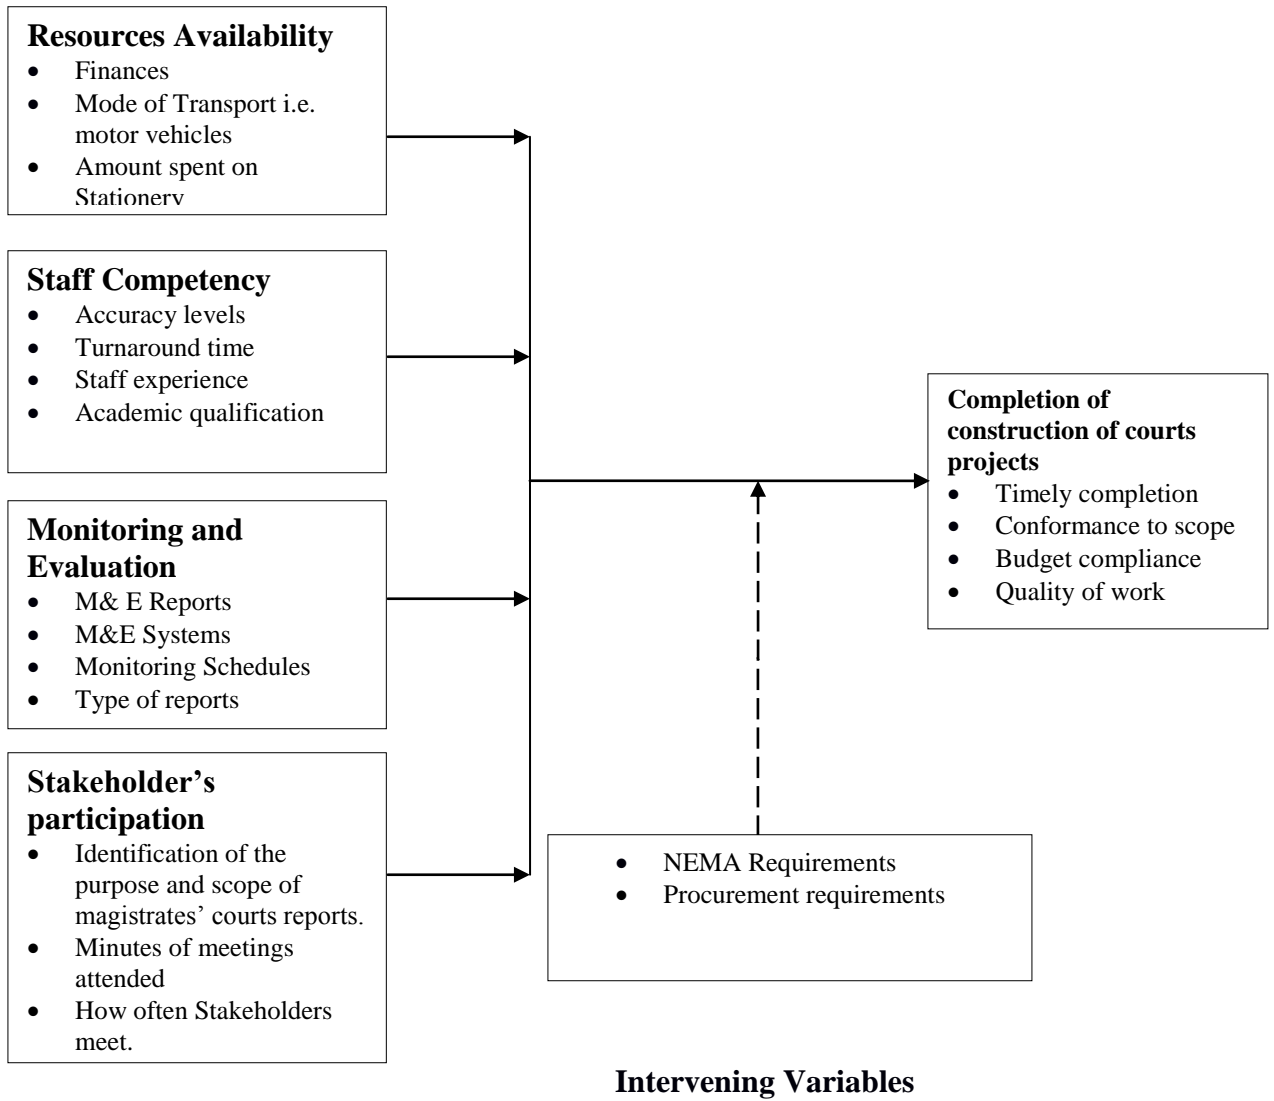 Resources Availability
• Finances
• Mode of Transport i.e.
motor vehicles
• Amount spent on
Stationery
Staff Competency
• Accuracy levels
• Turnaround time
• Staff experience
• Academic qualification
Monitoring and
Evaluation
• M& E Reports
• M&E Systems
• Monitoring Schedules
• Type of reports
Stakeholder’s
participation
• Identification of the
purpose and scope of
magistrates’ courts reports.
• Minutes of meetings
attended
• How often Stakeholders
meet.
Completion of
construction of courts
projects
• Timely completion
• Conformance to scope
• Budget compliance
• Quality of work
• NEMA Requirements
• Procurement requirements
Intervening Variables